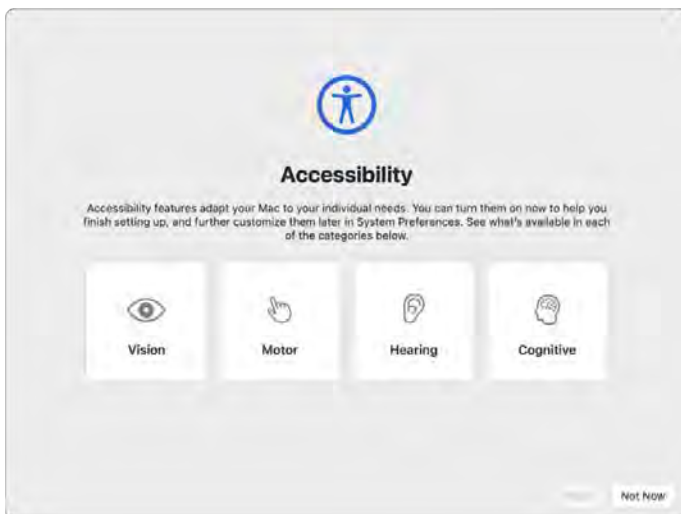 Accessibility
Accessibility features adapt your Mac to your individual needs. You can turn them on now to help you
finish setting up, and further customize them later in System Preferences. See what's available in each
of the categories below.
Vision
Motor
Hearing
Cognitive
Not Now